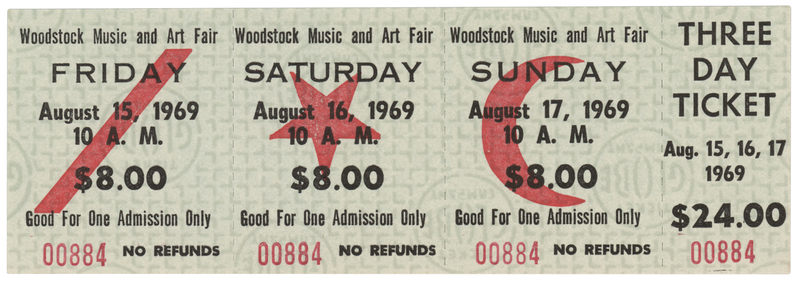 Woodstock Music and Art Fair
FRIDAY
August 15, 1969
10 A. M.
$8.00
Good For One Admission Only
00884 NO REFUNDS
Woodstock Music and Art Fair
SATURDAY
August 16, 1969
10 A. M.
$8.00
Good For One Admission Only
00884 NO REFUNDS
Woodstock Music and Art Fair
SUNDAY
August 17, 1969
10 A. M.
$8.00
Good For One Admission Only
00884 NO REFUNDS
THREE
DAY
TICKET
Aug. 15, 16, 17
1969
$24.00
00884